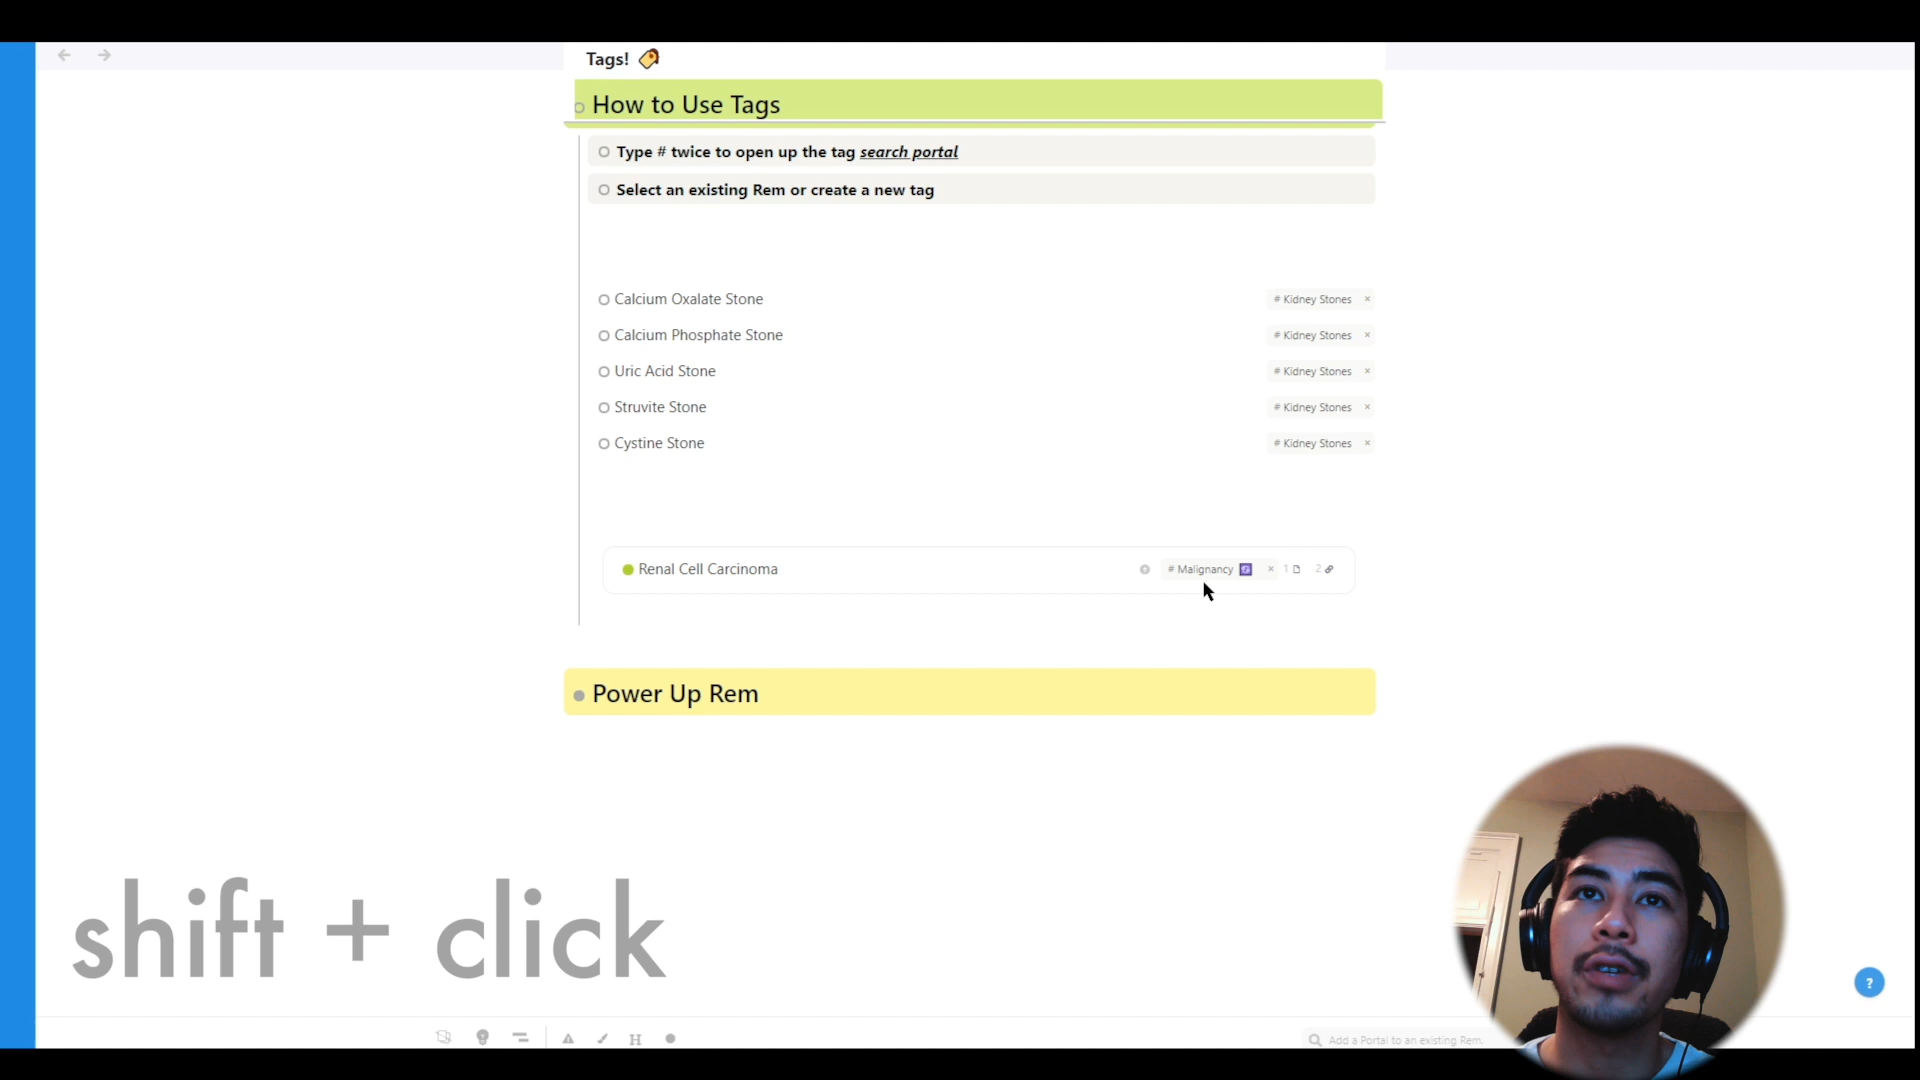 Tags!
How to Use Tags
Type # twice to open up the tag search portal
Select an existing Rem or create a new tag
Calcium Oxalate Stone # Kidney Stones ×
Calcium Phosphate Stone # Kidney Stones ×
Uric Acid Stone # Kidney Stones ×
Struvite Stone # Kidney Stones ×
Cystine Stone # Kidney Stones ×
Renal Cell Carcinoma # Malignancy × 1 2
Power Up Rem
shift + click
?
H Add a Portal to an existing Rem.